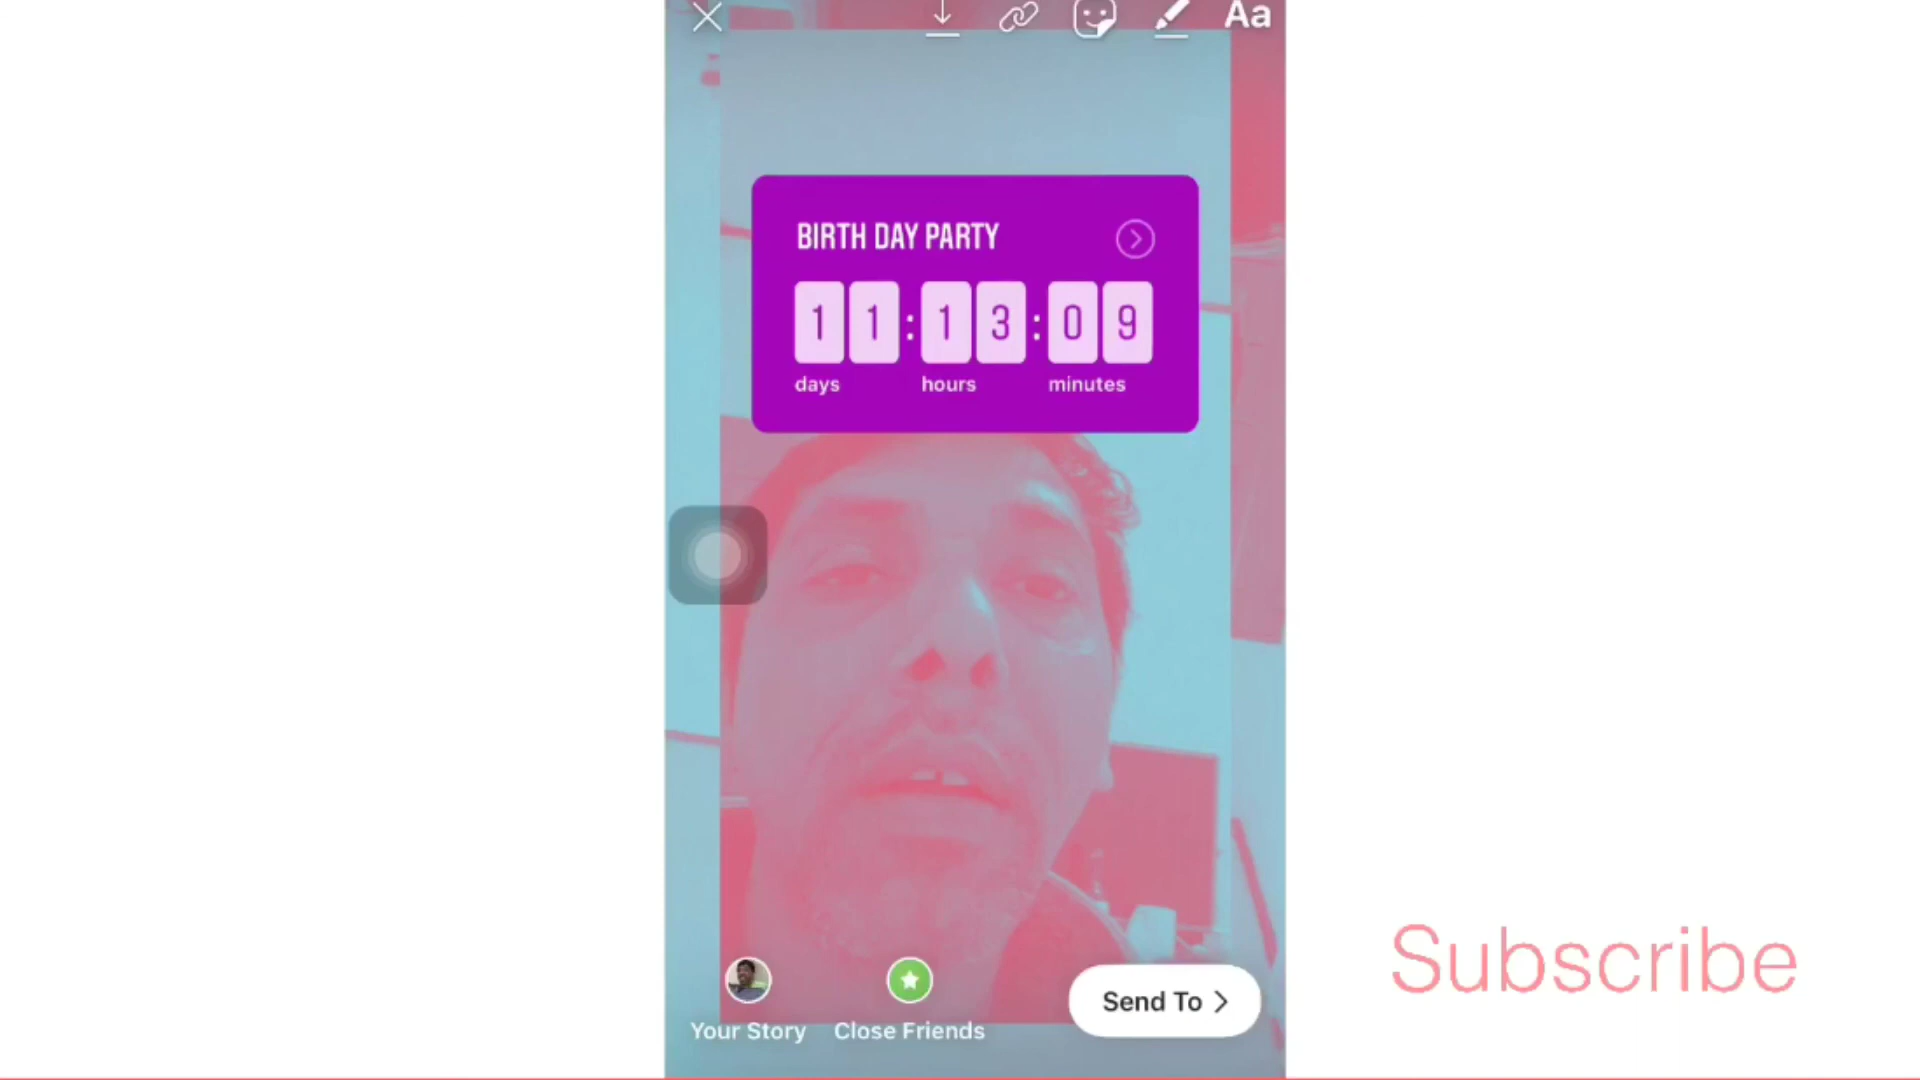 Aa
BIRTH DAY PARTY
11:13:09
days hours minutes
Your Story Close Friends Send To
Subscribe